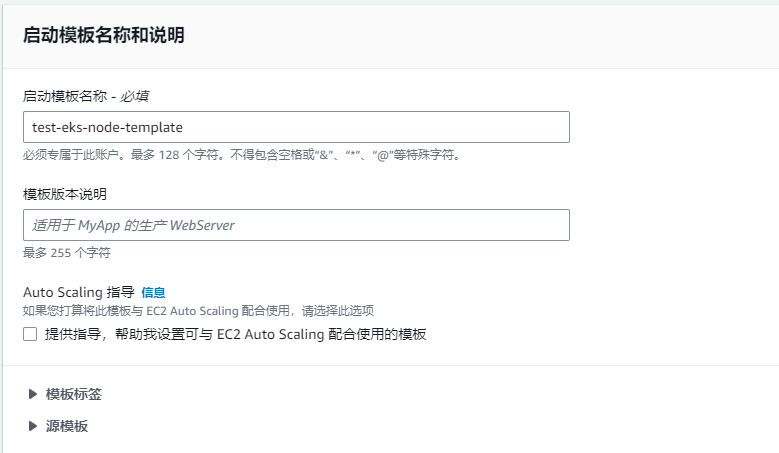 启动模板名称和说明
启动模板名称 - 必填
test-eks-node-template
必须专属于此账户。最多 128 个字符。不得包含空格或“&”、“*”、“@”等特殊字符。
模板版本说明
适用于 MyApp 的生产 WebServer
最多 255 个字符
Auto Scaling 指导 信息
如果您打算将此模板与 EC2 Auto Scaling 配合使用，请选择此选项
提供指导，帮助我设置可与 EC2 Auto Scaling 配合使用的模板
模板标签
源模板